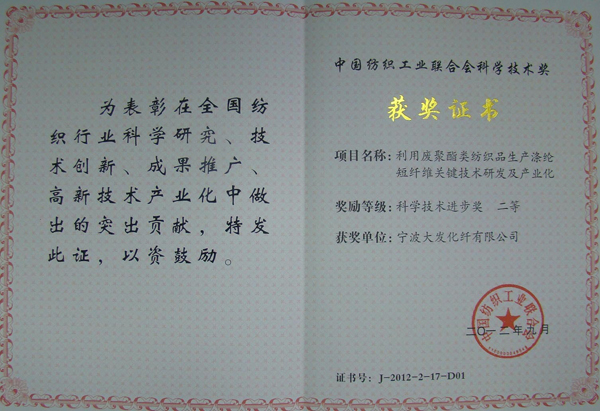 为表彰在全国纺
织行业科学研究、技
术创新、成果推广、
高新技术产业化中做
出的突出贡献，特发
此证，以资鼓励。
中国纺织工业联合会科学技术奖
获奖证书
项目名称：利用废聚酯类纺织品生产涤纶
短纤维关键技术研发及产业化
奖励等级：科学技术进步奖 二等
获奖单位：宁波大发化纤有限公司
中国纺织工业联合会
二〇一二年九月
证书号：J-2012-2-17-D01